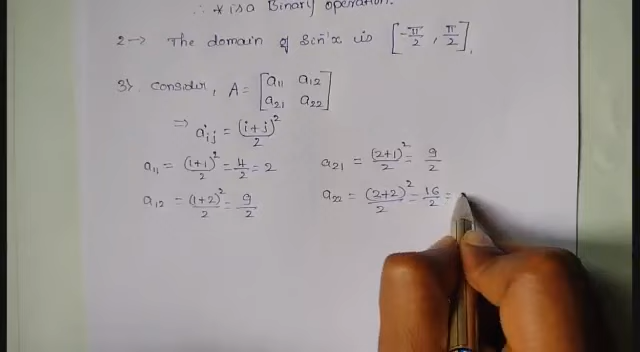 ∴ * is a Binary operation.
2 → The domain of Sin⁻¹x is [-π/2, π/2].
3). Consider, A = [a₁₁ a₁₂
a₂₁ a₂₂]
⇒ aᵢⱼ = (i+j)²/2
a₁₁ = (1+1)²/2 = 4/2 = 2 a₂₁ = (2+1)²/2 = 9/2
a₁₂ = (1+2)²/2 = 9/2 a₂₂ = (2+2)²/2 = 16/2 =